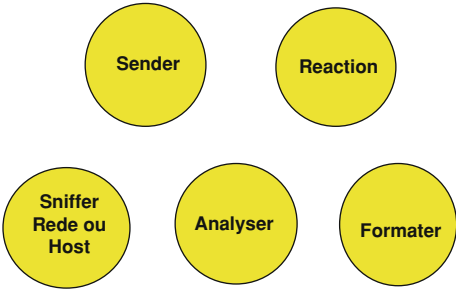 Sender
Reaction
Sniffer
Rede ou
Host
Analyser
Formater